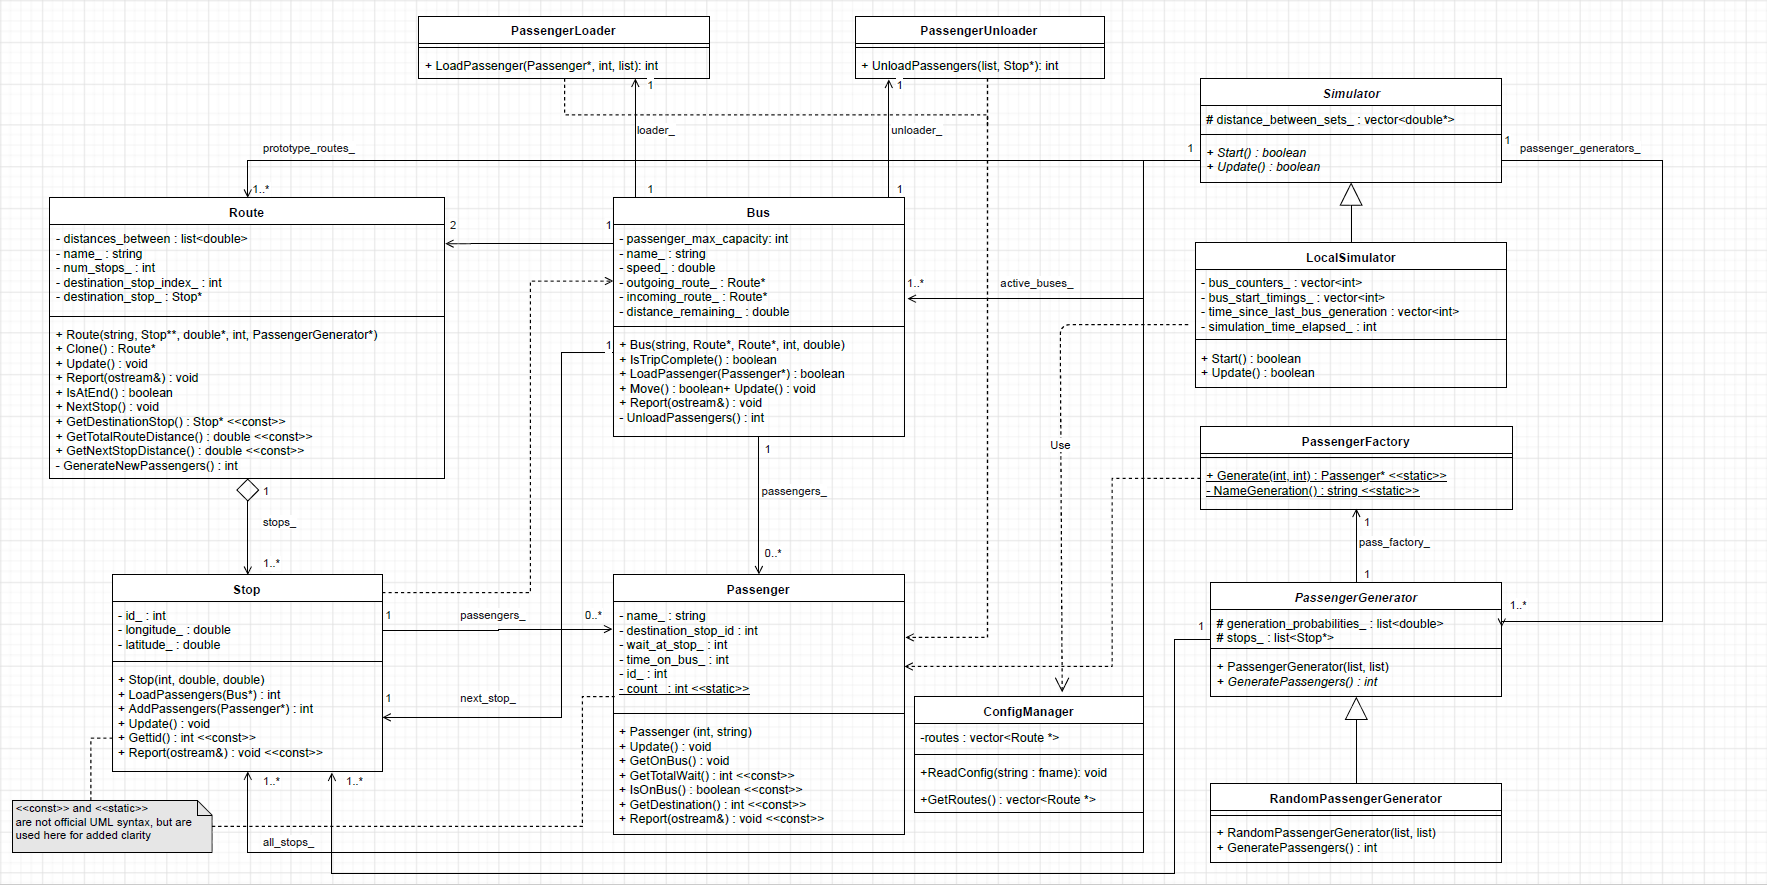 PassengerLoader
+ LoadPassenger(Passenger*, int, list): int
PassengerUnloader
+ UnloadPassengers(list, Stop*): int
1
1
loader_
unloader_
Simulator
# distance_between_sets_ : vector<double*>
+ Start() : boolean
+ Update() : boolean
1
1
passenger_generators_
prototype_routes_
1..*
1
1
Route
- distances_between : list<double>
- name_ : string
- num_stops_ : int
- destination_stop_index_ : int
- destination_stop_ : Stop*
+ Route(string, Stop**, double*, int, PassengerGenerator*)
+ Clone() : Route*
+ Update() : void
+ Report(ostream&) : void
+ IsAtEnd() : boolean
+ NextStop() : void
+ GetDestinationStop() : Stop* <<const>>
+ GetTotalRouteDistance() : double <<const>>
+ GetNextStopDistance() : double <<const>>
- GenerateNewPassengers() : int
2
1
Bus
- passenger_max_capacity: int
- name_ : string
- speed_ : double
- outgoing_route_ : Route*
- incoming_route_ : Route*
- distance_remaining_ : double
+ Bus(string, Route*, Route*, int, double)
+ IsTripComplete() : boolean
+ LoadPassenger(Passenger*) : boolean
+ Move() : boolean+ Update() : void
+ Report(ostream&) : void
- UnloadPassengers() : int
1
1..*
active_buses_
LocalSimulator
- bus_counters_ : vector<int>
- bus_start_timings_ : vector<int>
- time_since_last_bus_generation : vector<int>
- simulation_time_elapsed_ : int
+ Start() : boolean
+ Update() : boolean
Use
1
passengers_
0..*
PassengerFactory
+ Generate(int, int) : Passenger* <<static>>
- NameGeneration() : string <<static>>
1
pass_factory_
1
1
stops_
1..*
Stop
- id_ : int
- longitude_ : double
- latitude_ : double
+ Stop(int, double, double)
+ LoadPassengers(Bus*) : int
+ AddPassengers(Passenger*) : int
+ Update() : void
+ GettId() : int <<const>>
+ Report(ostream&) : void <<const>>
1
passengers_
0..*
1
next_stop_
Passenger
- name_ : string
- destination_stop_id : int
- wait_at_stop_ : int
- time_on_bus_ : int
- id_ : int
- count_ : int <<static>>
+ Passenger (int, string)
+ Update() : void
+ GetOnBus() : void
+ GetTotalWait() : int <<const>>
+ IsOnBus() : boolean <<const>>
+ GetDestination() : int <<const>>
+ Report(ostream&) : void <<const>>
PassengerGenerator
# generation_probabilities_ : list<double>
# stops_ : list<Stop*>
+ PassengerGenerator(list, list)
+ GeneratePassengers() : int
1
1..*
ConfigManager
-routes : vector<Route *>
+ReadConfig(string : fname): void
+GetRoutes() : vector<Route *>
RandomPassengerGenerator
+ RandomPassengerGenerator(list, list)
+ GeneratePassengers() : int
1..*
1..*
<<const>> and <<static>>
are not official UML syntax, but are
used here for added clarity
all_stops_